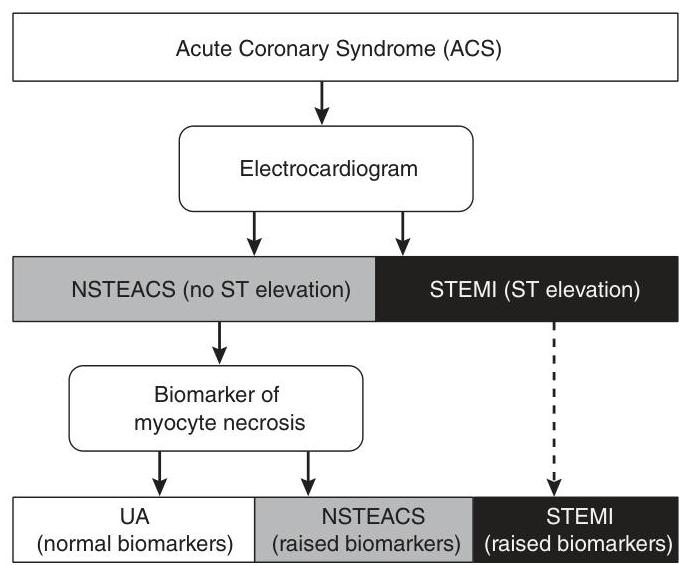 Acute Coronary Syndrome (ACS)
Electrocardiogram
NSTEACS (no ST elevation)
STEMI (ST elevation)
Biomarker of
myocyte necrosis
UA
(normal biomarkers)
NSTEACS
(raised biomarkers)
STEMI
(raised biomarkers)